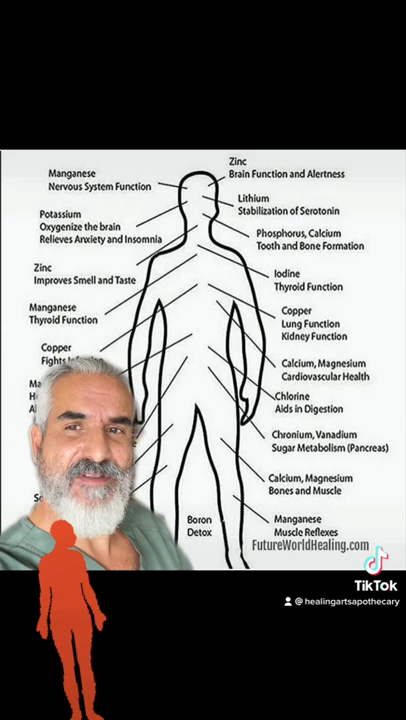 Zinc
Brain Function and Alertness
Manganese
Nervous System Function
Lithium
Stabilization of Serotonin
Potassium
Oxygenize the brain
Relieves Anxiety and Insomnia
Phosphorus, Calcium
Tooth and Bone Formation
Zinc
Improves Smell and Taste
Iodine
Thyroid Function
Manganese
Thyroid Function
Copper
Lung Function
Kidney Function
Copper
Fights
Calcium, Magnesium
Cardiovascular Health
Chlorine
Aids in Digestion
Chronium, Vanadium
Sugar Metabolism (Pancreas)
Calcium, Magnesium
Bones and Muscle
Boron
Detox
Manganese
Muscle Reflexes
FutureWorldHealing.com
TikTok
@healingartsapothecary